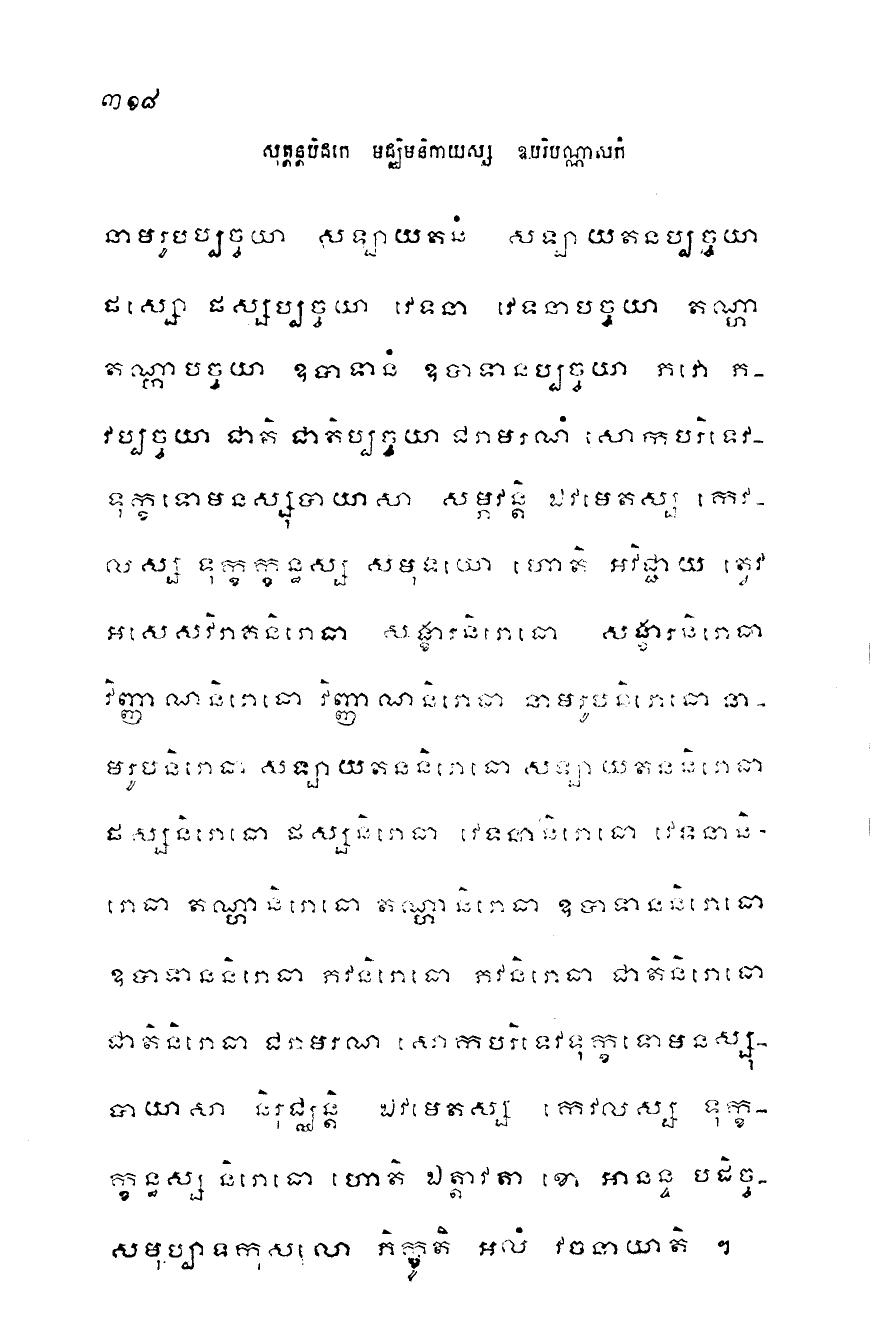 ៣១៨
សុត្តន្តបិដកេ មជ្ឈិមនិកាយស្ស ឧបរិបណ្ណាសកំ
នាមរូបប្បច្ចយា សឡាយតនំ សឡាយតនប្បច្ចយា
ផស្សោ ផស្សប្បច្ចយា វេទនា វេទនាបច្ចយា តណ្ហា
តណ្ហាបច្ចយា ឧបាទានំ ឧបាទានប្បច្ចយា ភវោ ភ-
វប្បច្ចយា ជាតិ ជាតិប្បច្ចយា ជរាមរណំ សោកបរិទេវ-
ទុក្ខទោមនស្សុបាយាសា សម្ភវន្តិ ឯវមេតស្ស កេវ-
លស្ស ទុក្ខក្ខន្ធស្ស សមុទយោ ហោតិ អវិជ្ជាយ ត្វេវ
អសេសវិរាគនិរោធា សង្ខារនិរោធោ សង្ខារនិរោធា
វិញ្ញាណនិរោធោ វិញ្ញាណនិរោធា នាមរូបនិរោធោ នា-
មរូបនិរោធា សឡាយតននិរោធោ សឡាយតននិរោធា
ផស្សនិរោធោ ផស្សនិរោធា វេទនានិរោធោ វេទនានិ-
រោធា តណ្ហានិរោធោ តណ្ហានិរោធា ឧបាទាននិរោធោ
ឧបាទាននិរោធា ភវនិរោធោ ភវនិរោធា ជាតិនិរោធោ
ជាតិនិរោធា ជរាមរណ សោកបរិទេវទុក្ខទោមនស្សុ-
បាយាសា និរុជ្ឈន្តិ ឯវមេតស្ស កេវលស្ស ទុក្ខ-
ក្ខន្ធស្ស និរោធោ ហោតិ ឯត្តាវតា ខោ អានន្ទ បដិច្ច-
សមុប្បាទកុសលោ ភិក្ខូតិ អលំ វចនាយាតិ ។